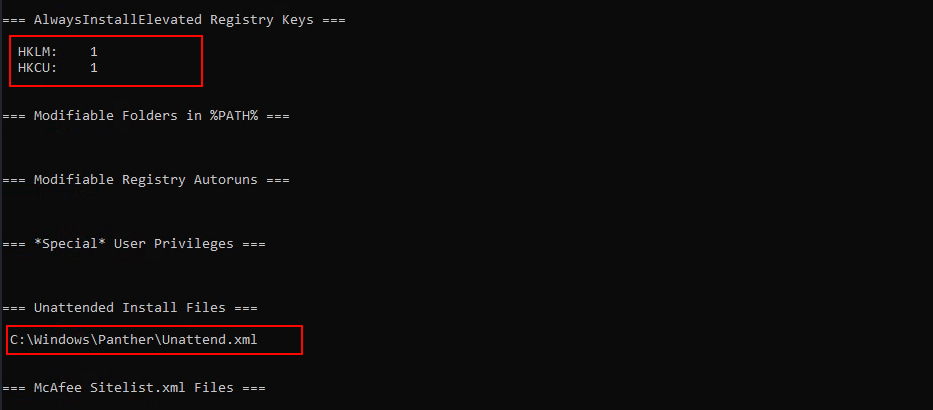 === AlwaysInstallElevated Registry Keys ===
HKLM:    1
HKCU:    1
=== Modifiable Folders in %PATH% ===
=== Modifiable Registry Autoruns ===
=== *Special* User Privileges ===
=== Unattended Install Files ===
C:\Windows\Panther\Unattend.xml
=== McAfee Sitelist.xml Files ===